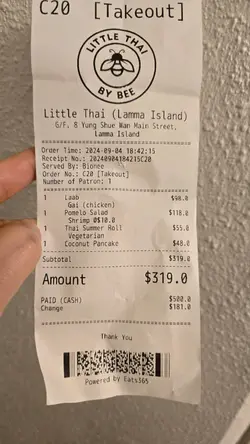 C20 [Takeout]
LITTLE THAI
BY BEE
Little Thai (Lamma Island)
G/F, 8 Yung Shue Wan Main Street,
Lamma Island
Order Time: 2024-09-04 18:42:15
Receipt No.: 20240904184215C20
Served By: Bionee
Order No.: C20 [Takeout]
Number of Patron: 1
1 Laab $98.0
Gai (chicken)
1 Pomelo Salad $118.0
Shrimp 0$10.0
1 Thai Summer Roll $55.0
Vegetarian
1 Coconut Pancake $48.0
Subtotal $319.0
Amount $319.0
PAID (CASH) $500.0
Change $181.0
Thank You
Powered by Eats365